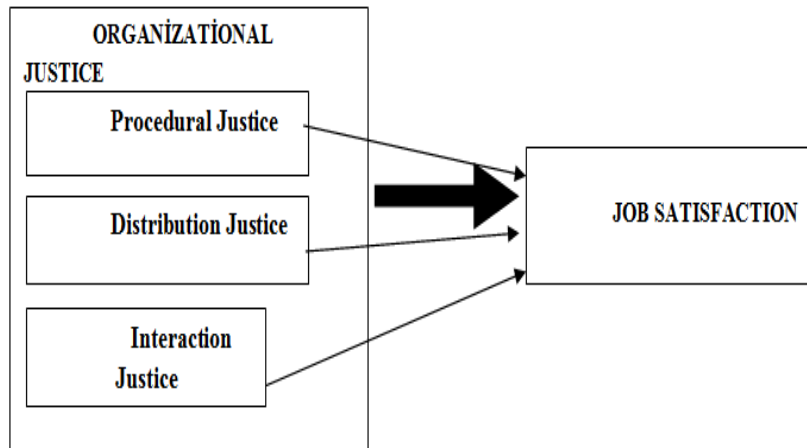 ORGANİZATİONAL
JUSTICE
Procedural Justice
Distribution Justice
Interaction
Justice
JOB SATISFACTION